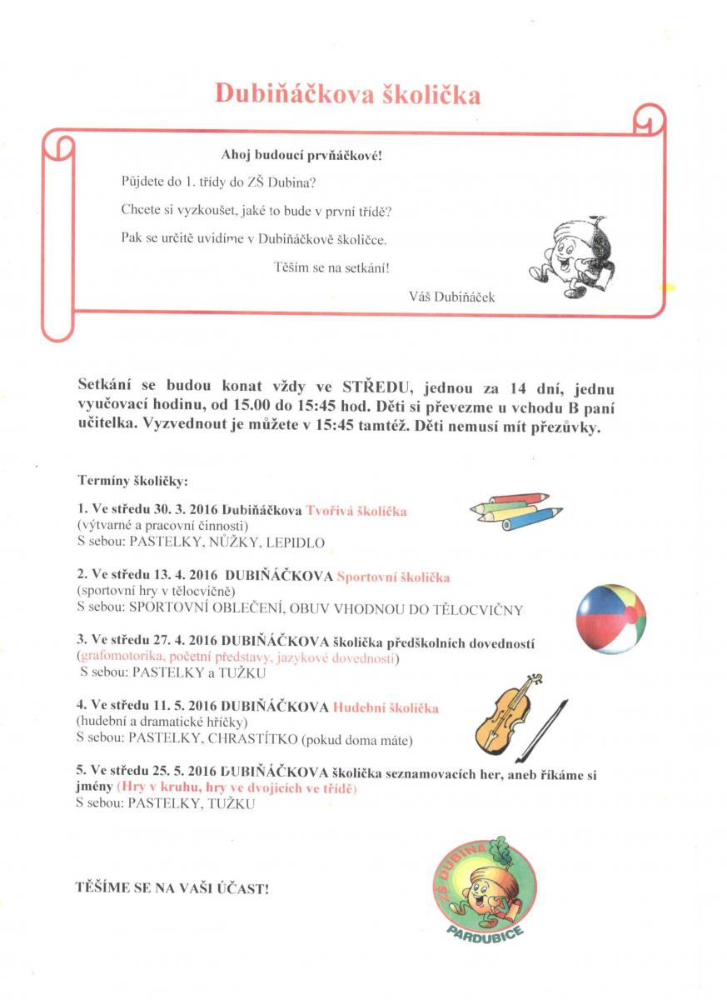 Dubiňáčkova školička
Ahoj budoucí prvňáčkové!
Půjdete do 1. třídy do ZŠ Dubina?
Chcete si vyzkoušet, jaké to bude v první třídě?
Pak se určitě uvidíme v Dubiňáčkově školičce.
Těším se na setkání!
Váš Dubiňáček
Setkání se budou konat vždy ve STŘEDU, jednou za 14 dní, jednu
vyučovací hodinu, od 15.00 do 15:45 hod. Děti si převezme u vchodu B paní
učitelka. Vyzvednout je můžete v 15:45 tamtéž. Děti nemusí mít přezůvky.
Termíny školičky:
1. Ve středu 30. 3. 2016 Dubiňáčkova Tvořivá školička
(výtvarné a pracovní činnosti)
S sebou: PASTELKY, NŮŽKY, LEPIDLO
2. Ve středu 13. 4. 2016 DUBIŇÁČKOVA Sportovní školička
(sportovní hry v tělocvičně)
S sebou: SPORTOVNÍ OBLEČENÍ, OBUV VHODNOU DO TĚLOCVIČNY
3. Ve středu 27. 4. 2016 DUBIŇÁČKOVA školička předškolních dovedností
(grafomotorika, početní představy, jazykové dovednosti)
S sebou: PASTELKY a TUŽKU
4. Ve středu 11. 5. 2016 DUBIŇÁČKOVA Hudební školička
(hudební a dramatické hříčky)
S sebou: PASTELKY, CHRASTÍTKO (pokud doma máte)
5. Ve středu 25. 5. 2016 DUBIŇÁČKOVA školička seznamovacích her, aneb říkáme si
jmény (Hry v kruhu, hry ve dvojicích ve třídě)
S sebou: PASTELKY, TUŽKU
TĚŠÍME SE NA VAŠI ÚČAST!
ZŠ DUBINA
PARDUBICE